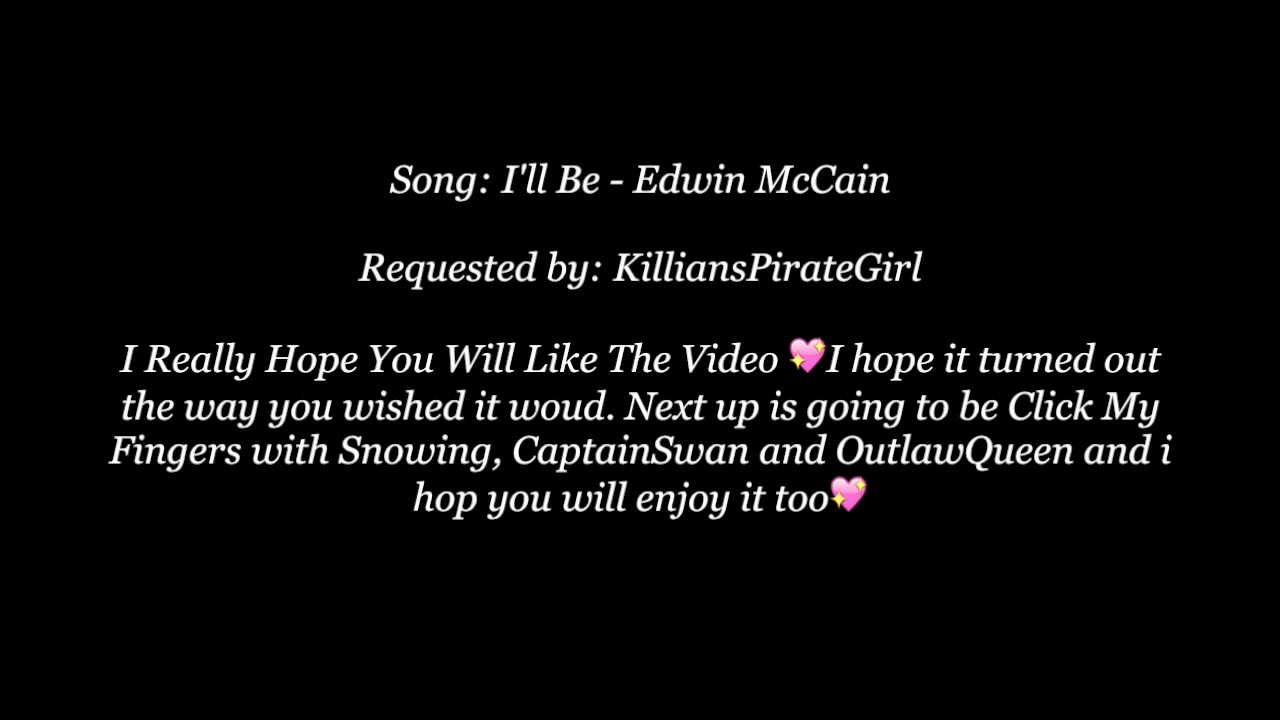 Song: I'll Be - Edwin McCain
Requested by: KilliansPirateGirl
I Really Hope You Will Like The Video 💖I hope it turned out
the way you wished it woud. Next up is going to be Click My
Fingers with Snowing, CaptainSwan and OutlawQueen and i
hop you will enjoy it too💖